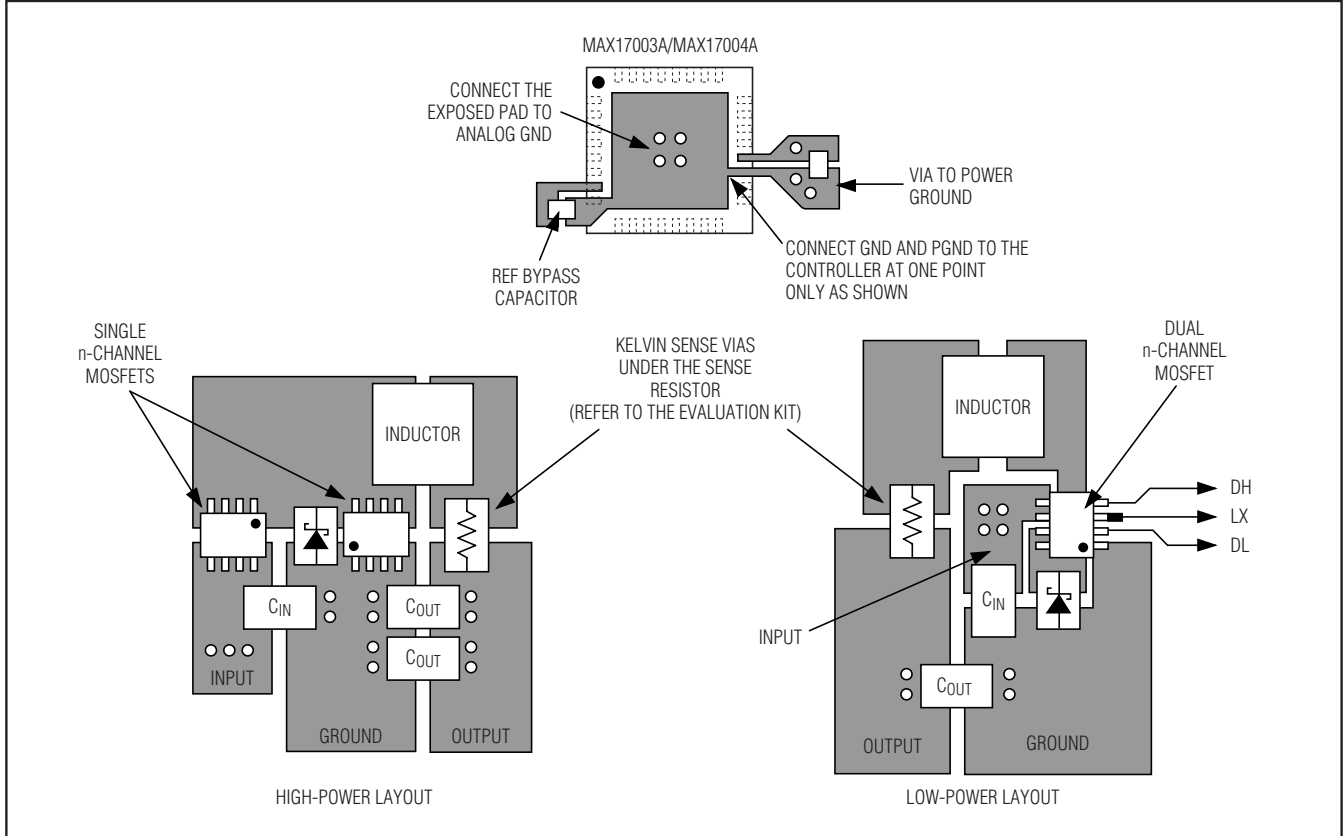 MAX17003A/MAX17004A
CONNECT THE
EXPOSED PAD TO
ANALOG GND
VIA TO POWER
GROUND
CONNECT GND AND PGND TO THE
CONTROLLER AT ONE POINT
ONLY AS SHOWN
REF BYPASS
CAPACITOR
SINGLE
n-CHANNEL
MOSFETS
KELVIN SENSE VIAS
UNDER THE SENSE
RESISTOR
(REFER TO THE EVALUATION KIT)
DUAL
n-CHANNEL
MOSFET
INDUCTOR
CIN
COUT
COUT
INPUT
GROUND
OUTPUT
HIGH-POWER LAYOUT
INDUCTOR
DH
LX
DL
CIN
INPUT
COUT
OUTPUT
GROUND
LOW-POWER LAYOUT